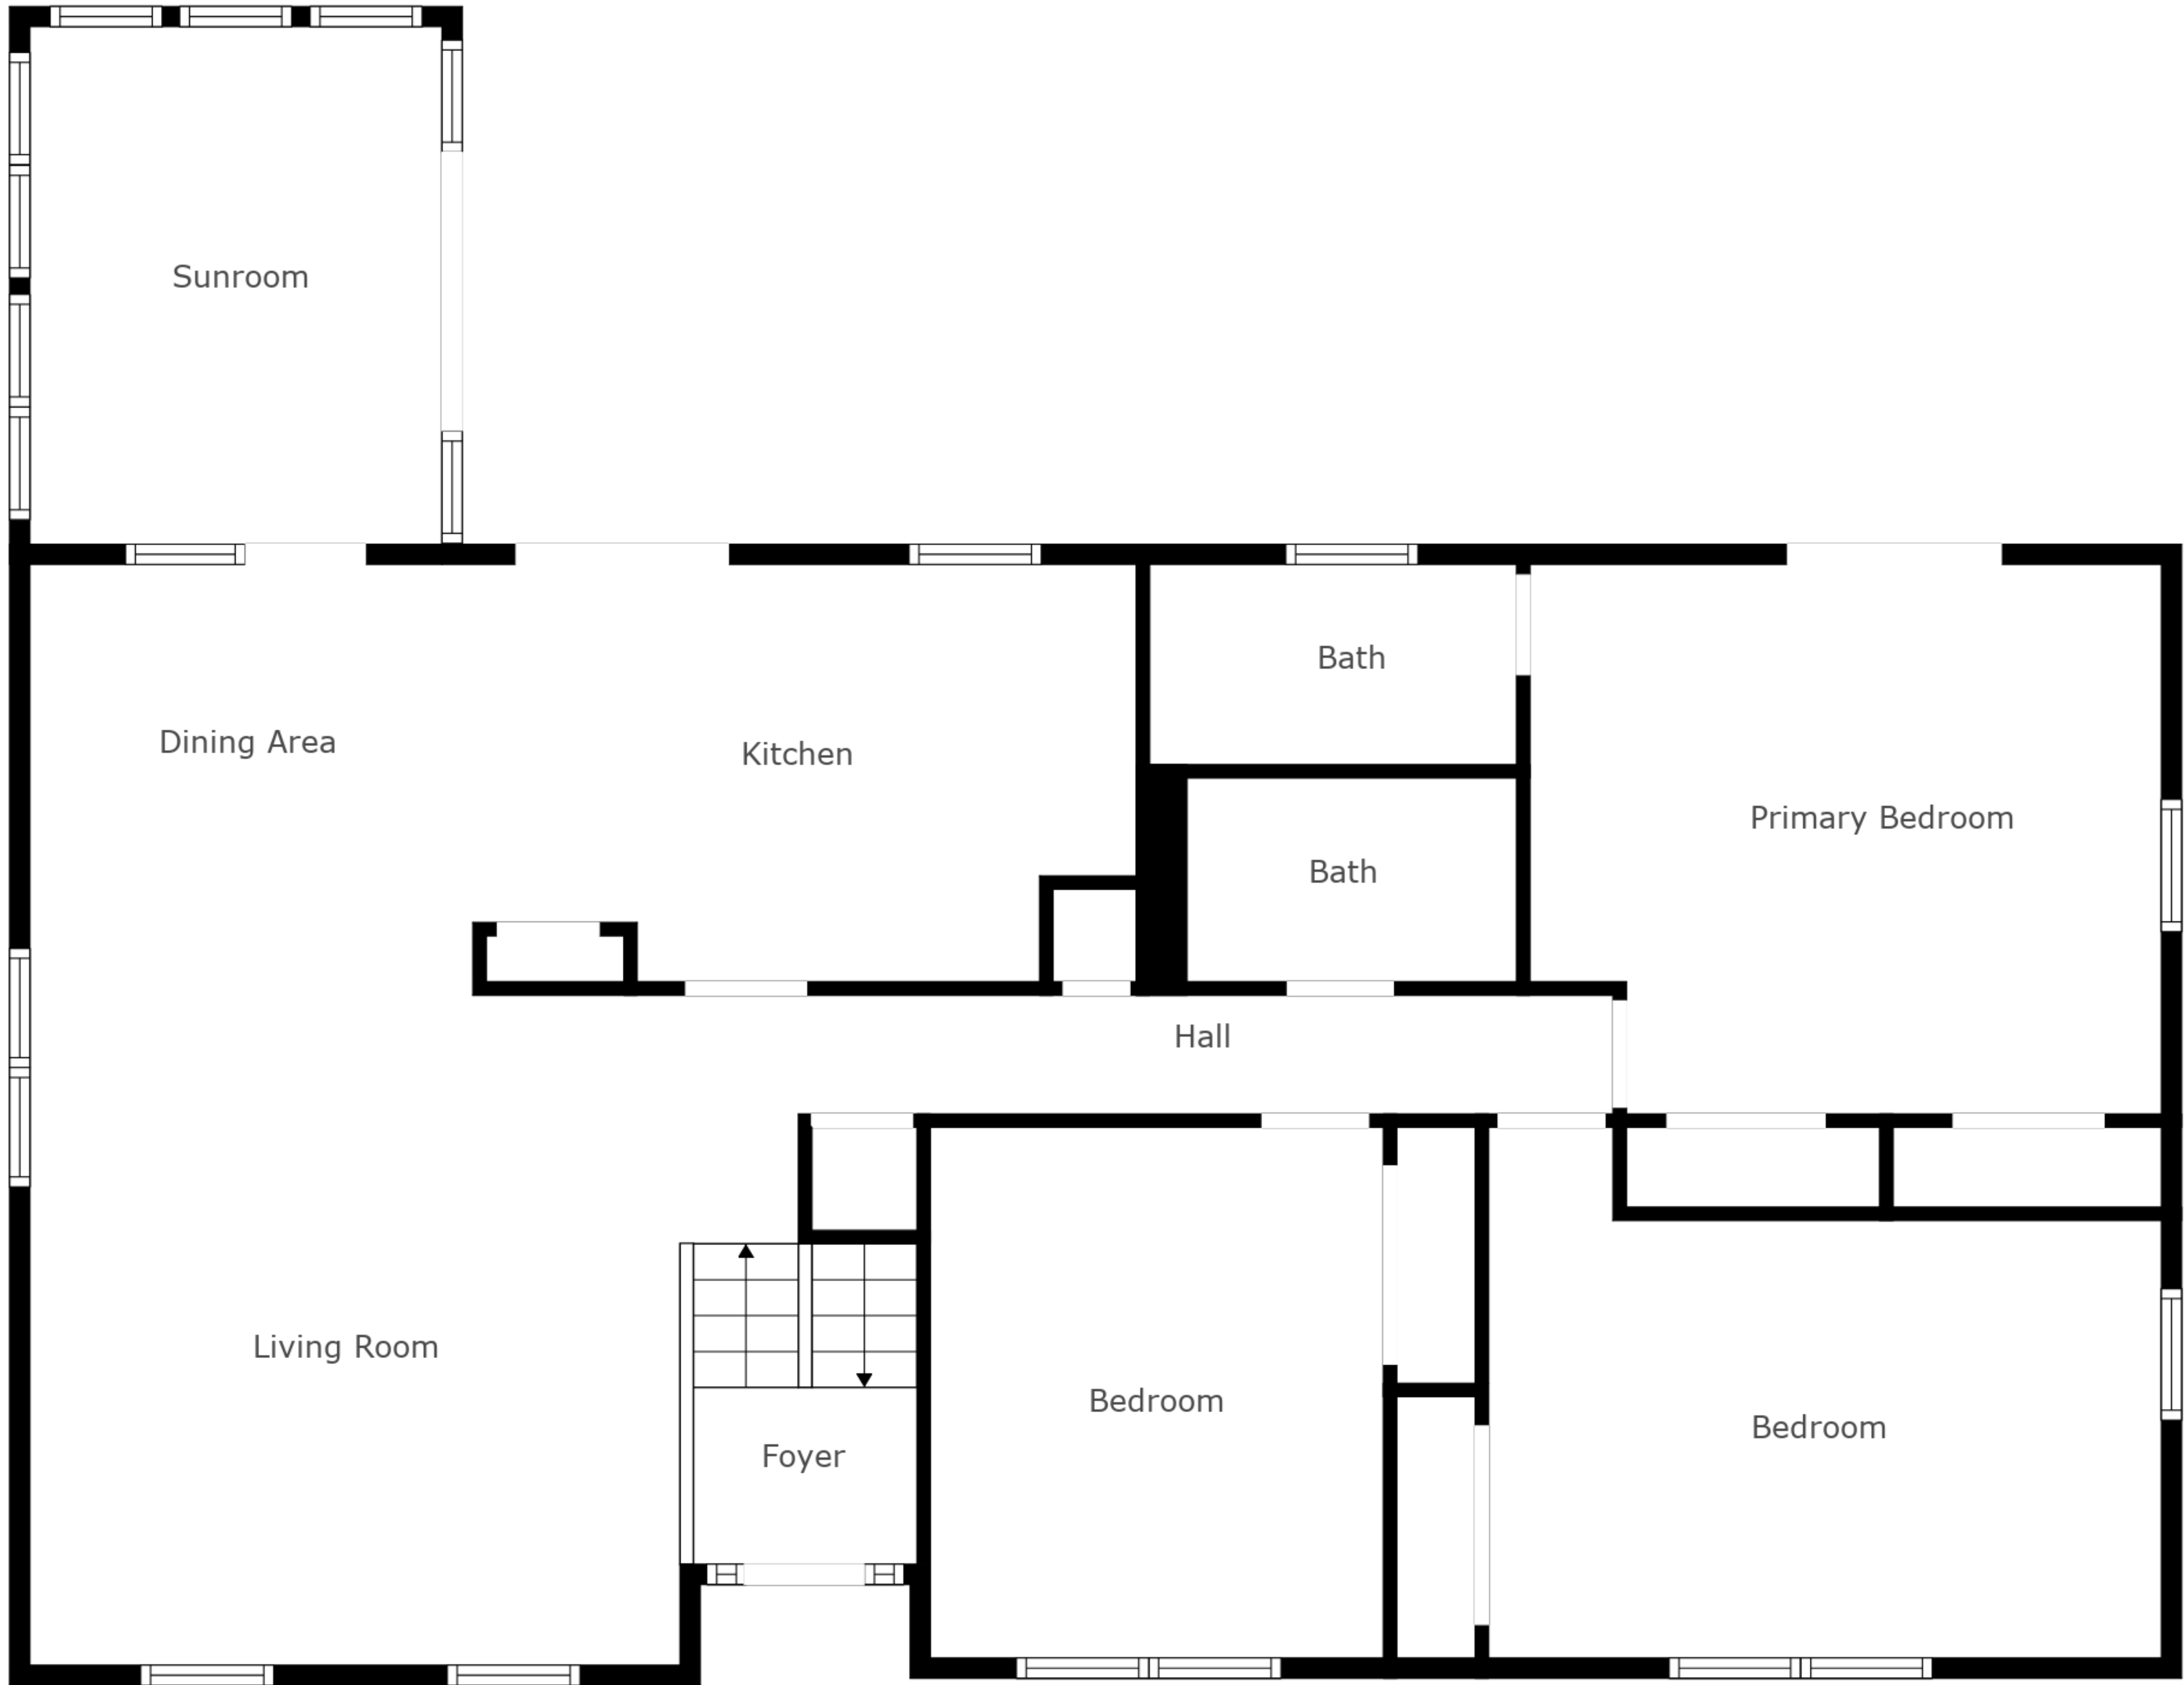 Sunroom
Dining Area
Kitchen
Bath
Bath
Primary Bedroom
Hall
Living Room
Foyer
Bedroom
Bedroom